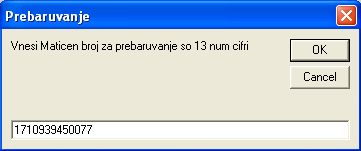 Prebaruvanje
Vnesi Maticen broj za prebaruvanje so 13 num cifri
OK
Cancel
1710939450077